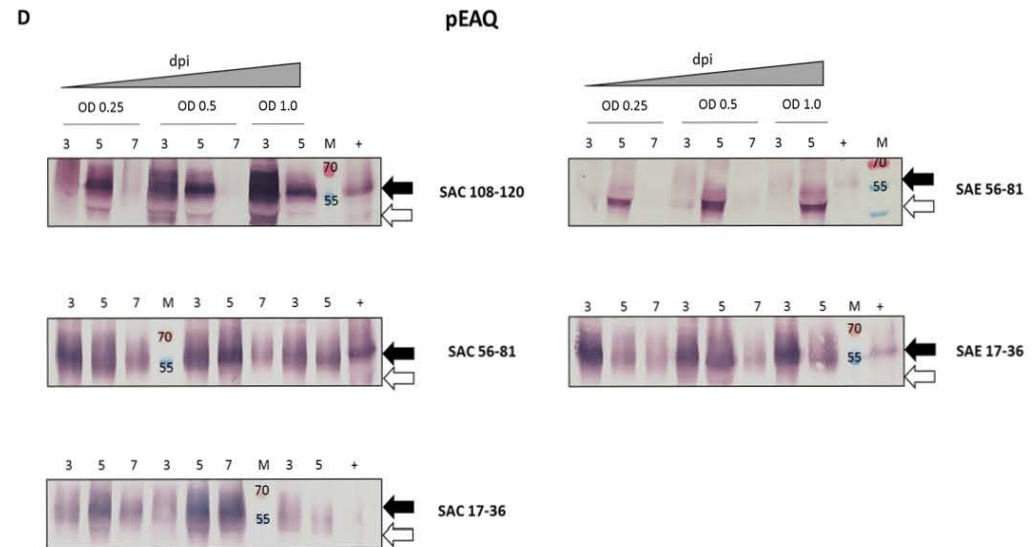 D
pEAQ
dpi
OD 0.25 OD 0.5 OD 1.0
3 5 7 3 5 7 3 5 M +
70
55
SAC 108-120
dpi
OD 0.25 OD 0.5 OD 1.0
3 5 7 3 5 7 3 5 + M
70
55
SAE 56-81
3 5 7 M 3 5 7 3 5 +
70
55
SAC 56-81
3 5 7 3 5 7 3 5 M +
70
55
SAE 17-36
3 5 7 3 5 7 M 3 5 +
70
55
SAC 17-36